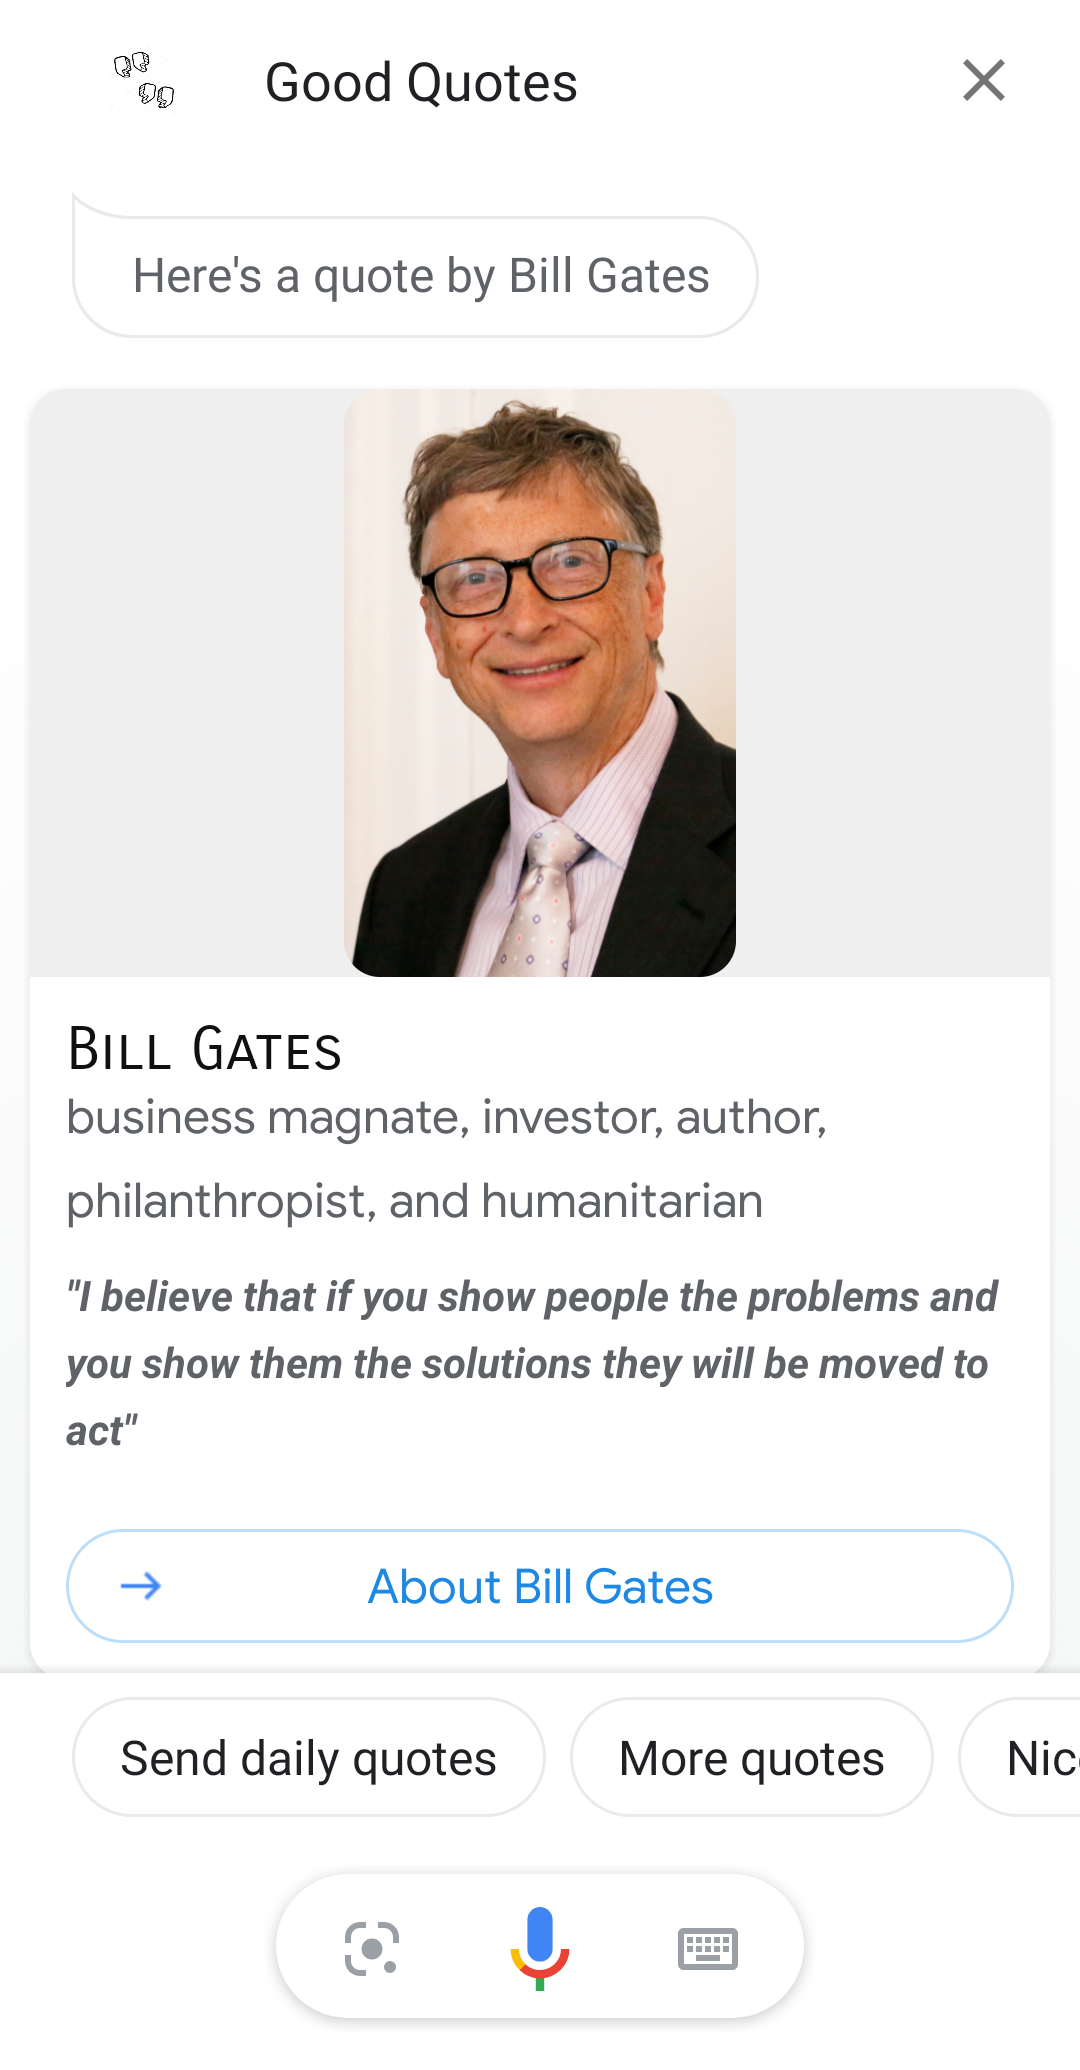 Good Quotes
Here's a quote by Bill Gates
Bill Gates
business magnate, investor, author,
philanthropist, and humanitarian
"I believe that if you show people the problems and
you show them the solutions they will be moved to
act"
About Bill Gates
Send daily quotes
More quotes